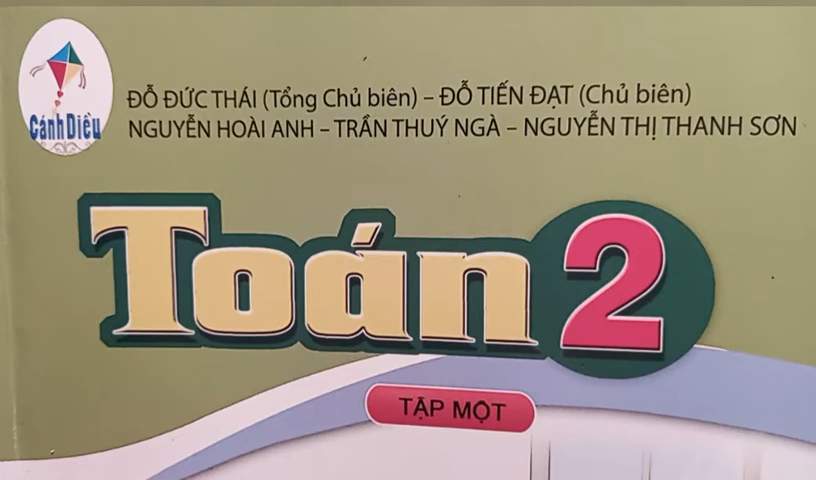 Cánh Diều
ĐỖ ĐỨC THÁI (Tổng Chủ biên) – ĐỖ TIẾN ĐẠT (Chủ biên)
NGUYỄN HOÀI ANH – TRẦN THUÝ NGÀ – NGUYỄN THỊ THANH SƠN
Toán 2
TẬP MỘT